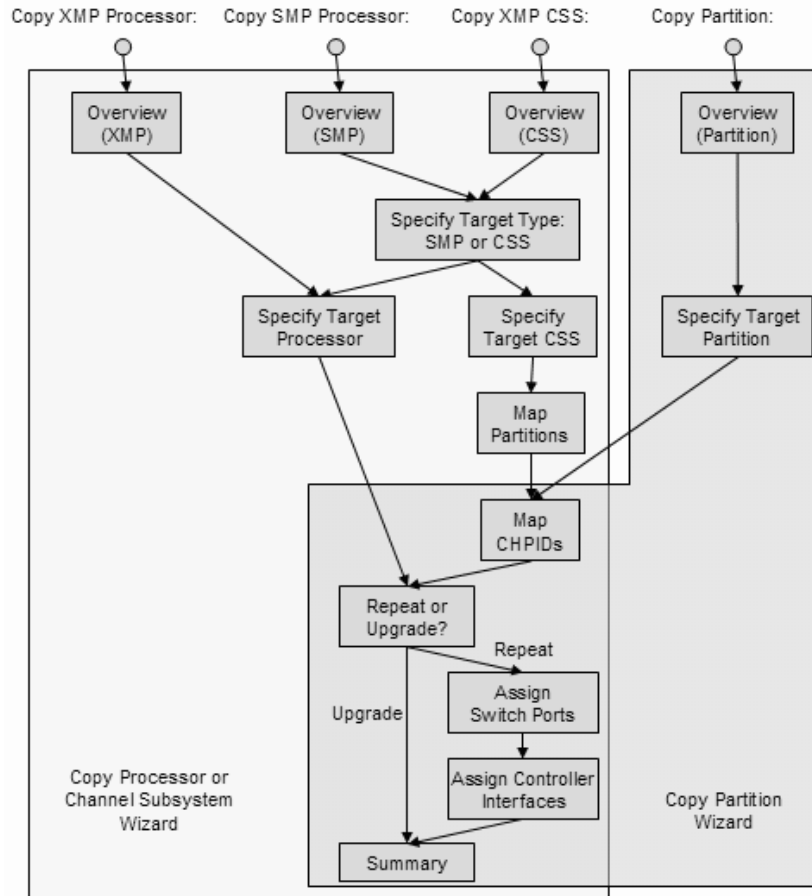 Copy XMP Processor:
Copy SMP Processor:
Copy XMP CSS:
Copy Partition:
Overview
(XMP)
Overview
(SMP)
Overview
(CSS)
Overview
(Partition)
Specify Target Type:
SMP or CSS
Specify Target
Processor
Specify
Target CSS
Specify Target
Partition
Map
Partitions
Map
CHPIDs
Repeat or
Upgrade?
Repeat
Assign
Switch Ports
Upgrade
Assign Controller
Interfaces
Copy Processor or
Channel Subsystem
Wizard
Copy Partition
Wizard
Summary